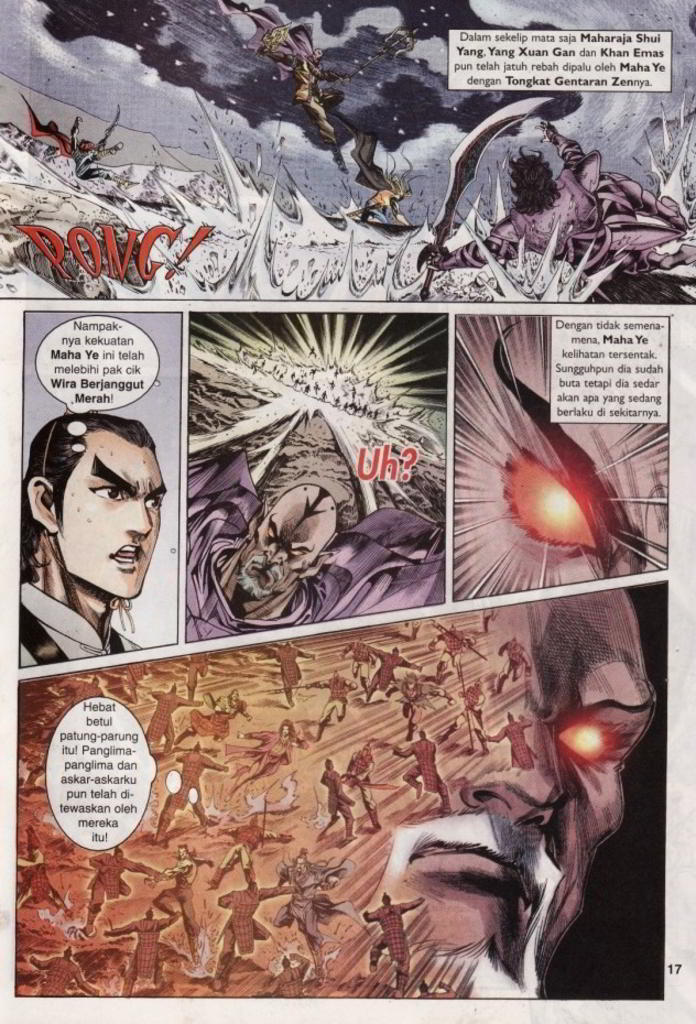 Dalam sekelip mata saja Maharaja Shui
Yang, Yang Xuan Gan dan Khan Emas
pun telah jatuh rebah dipalu oleh Maha Ye
dengan Tongkat Gentaran Zennya.
PONG!
Nampak-
nya kekuatan
Maha Ye ini telah
melebihi pak cik
Wira Berjanggut
Merah!
Uh?
Dengan tidak semena-
mena, Maha Ye
kelihatan tersentak.
Sungguhpun dia sudah
buta tetapi dia sedar
akan apa yang sedang
berlaku di sekitarnya.
Hebat
betul
patung-parung
itu! Panglima-
panglima dan
askar-askarku
pun telah di-
tewaskan oleh
mereka
itu!
17